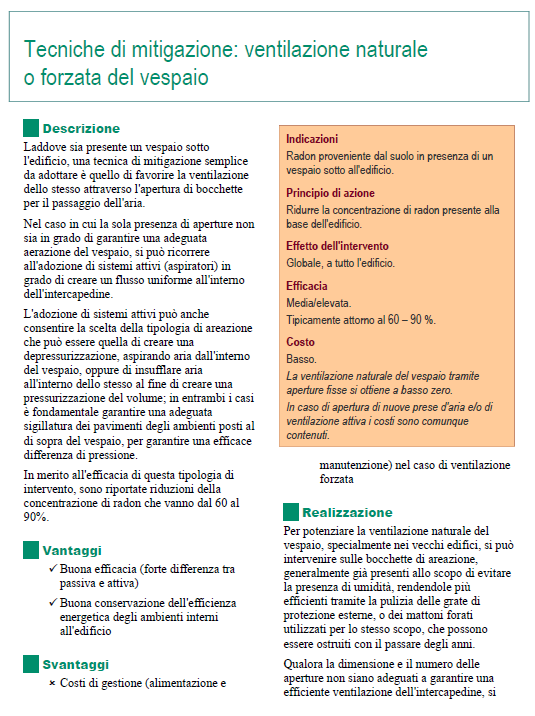 Tecniche di mitigazione: ventilazione naturale
o forzata del vespaio
Descrizione
Laddove sia presente un vespaio sotto
l'edificio, una tecnica di mitigazione semplice
da adottare è quello di favorire la ventilazione
dello stesso attraverso l'apertura di bocchette
per il passaggio dell'aria.
Nel caso in cui la sola presenza di aperture non
sia in grado di garantire una adeguata
aerazione del vespaio, si può ricorrere
all'adozione di sistemi attivi (aspiratori) in
grado di creare un flusso uniforme all'interno
dell'intercapedine.
L'adozione di sistemi attivi può anche
consentire la scelta della tipologia di areazione
che può essere quella di creare una
depressurizzazione, aspirando aria dall'interno
del vespaio, oppure di insufflare aria
all'interno dello stesso al fine di creare una
pressurizzazione del volume; in entrambi i casi
è fondamentale garantire una adeguata
sigillatura dei pavimenti degli ambienti posti al
di sopra del vespaio, per garantire una efficace
differenza di pressione.
In merito all'efficacia di questa tipologia di
intervento, sono riportate riduzioni della
concentrazione di radon che vanno dal 60 al
90%.
Vantaggi
✓ Buona efficacia (forte differenza tra
passiva e attiva)
✓ Buona conservazione dell'efficienza
energetica degli ambienti interni
all'edificio
Svantaggi
× Costi di gestione (alimentazione e
Indicazioni
Radon proveniente dal suolo in presenza di un
vespaio sotto all'edificio.
Principio di azione
Ridurre la concentrazione di radon presente alla
base dell'edificio.
Effetto dell'intervento
Globale, a tutto l'edificio.
Efficacia
Media/elevata.
Tipicamente attorno al 60 – 90 %.
Costo
Basso.
La ventilazione naturale del vespaio tramite
aperture fisse si ottiene a basso zero.
In caso di apertura di nuove prese d'aria e/o di
ventilazione attiva i costi sono comunque
contenuti.
manutenzione) nel caso di ventilazione
forzata
Realizzazione
Per potenziare la ventilazione naturale del
vespaio, specialmente nei vecchi edifici, si può
intervenire sulle bocchette di areazione,
generalmente già presenti allo scopo di evitare
la presenza di umidità, rendendole più
efficienti tramite la pulizia delle grate di
protezione esterne, o dei mattoni forati
utilizzati per lo stesso scopo, che possono
essere ostruiti con il passare degli anni.
Qualora la dimensione e il numero delle
aperture non siano adeguati a garantire una
efficiente ventilazione dell'intercapedine, si